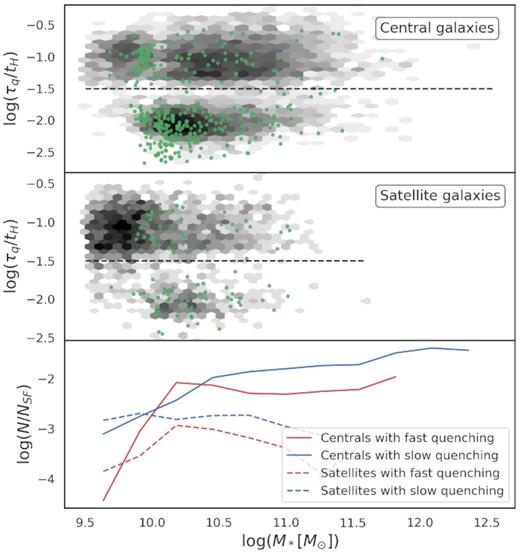 Central galaxies
log(τq/tH)
−0.5
−1.0
−1.5
−2.0
−2.5
Satellite galaxies
log(τq/tH)
−0.5
−1.0
−1.5
−2.0
−2.5
log(N/NSF)
−2
−3
−4
Centrals with fast quenching
Centrals with slow quenching
Satellites with fast quenching
Satellites with slow quenching
9.5 10.0 10.5 11.0 11.5 12.0 12.5
log(M*[M⊙])